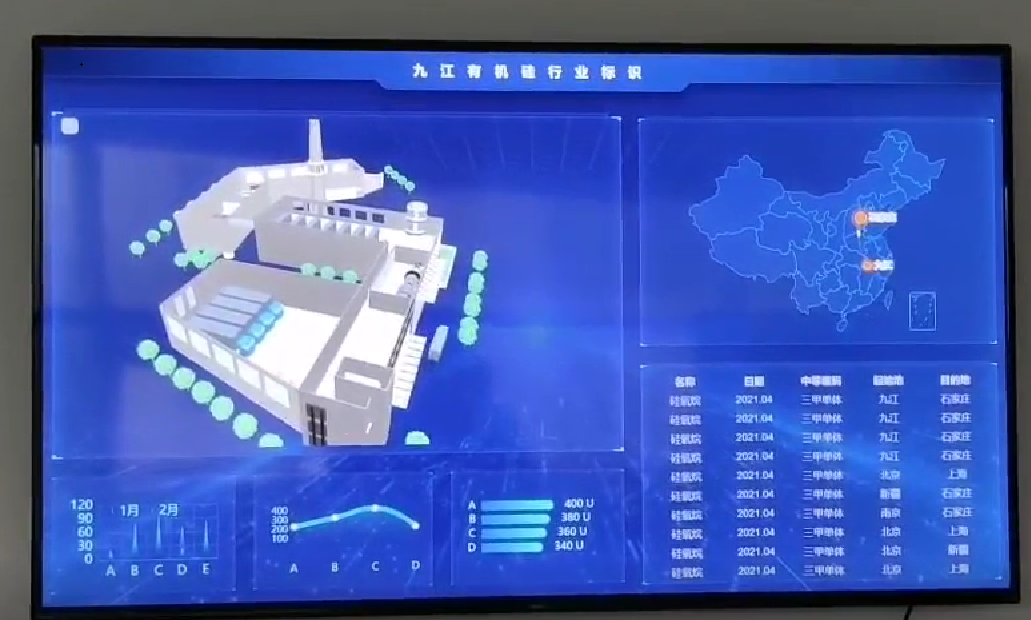 九江有机硅行业标识
120
90
60
30
0
1月 2月
A B C D E
400
300
200
100
A B C D
A 400 U
B 380 U
C 360 U
D 340 U
九江
名称 日期 目的地
硅氧烷 2021.04 三甲单体 九江 石家庄
硅氧烷 2021.04 三甲单体 九江 石家庄
硅氧烷 2021.04 三甲单体 九江 石家庄
硅氧烷 2021.04 三甲单体 九江 石家庄
硅氧烷 2021.04 三甲单体 北京 上海
硅氧烷 2021.04 三甲单体 新疆 石家庄
硅氧烷 2021.04 三甲单体 南京 石家庄
硅氧烷 2021.04 三甲单体 北京 上海
硅氧烷 2021.04 三甲单体 北京 新疆
硅氧烷 2021.04 三甲单体 北京 上海